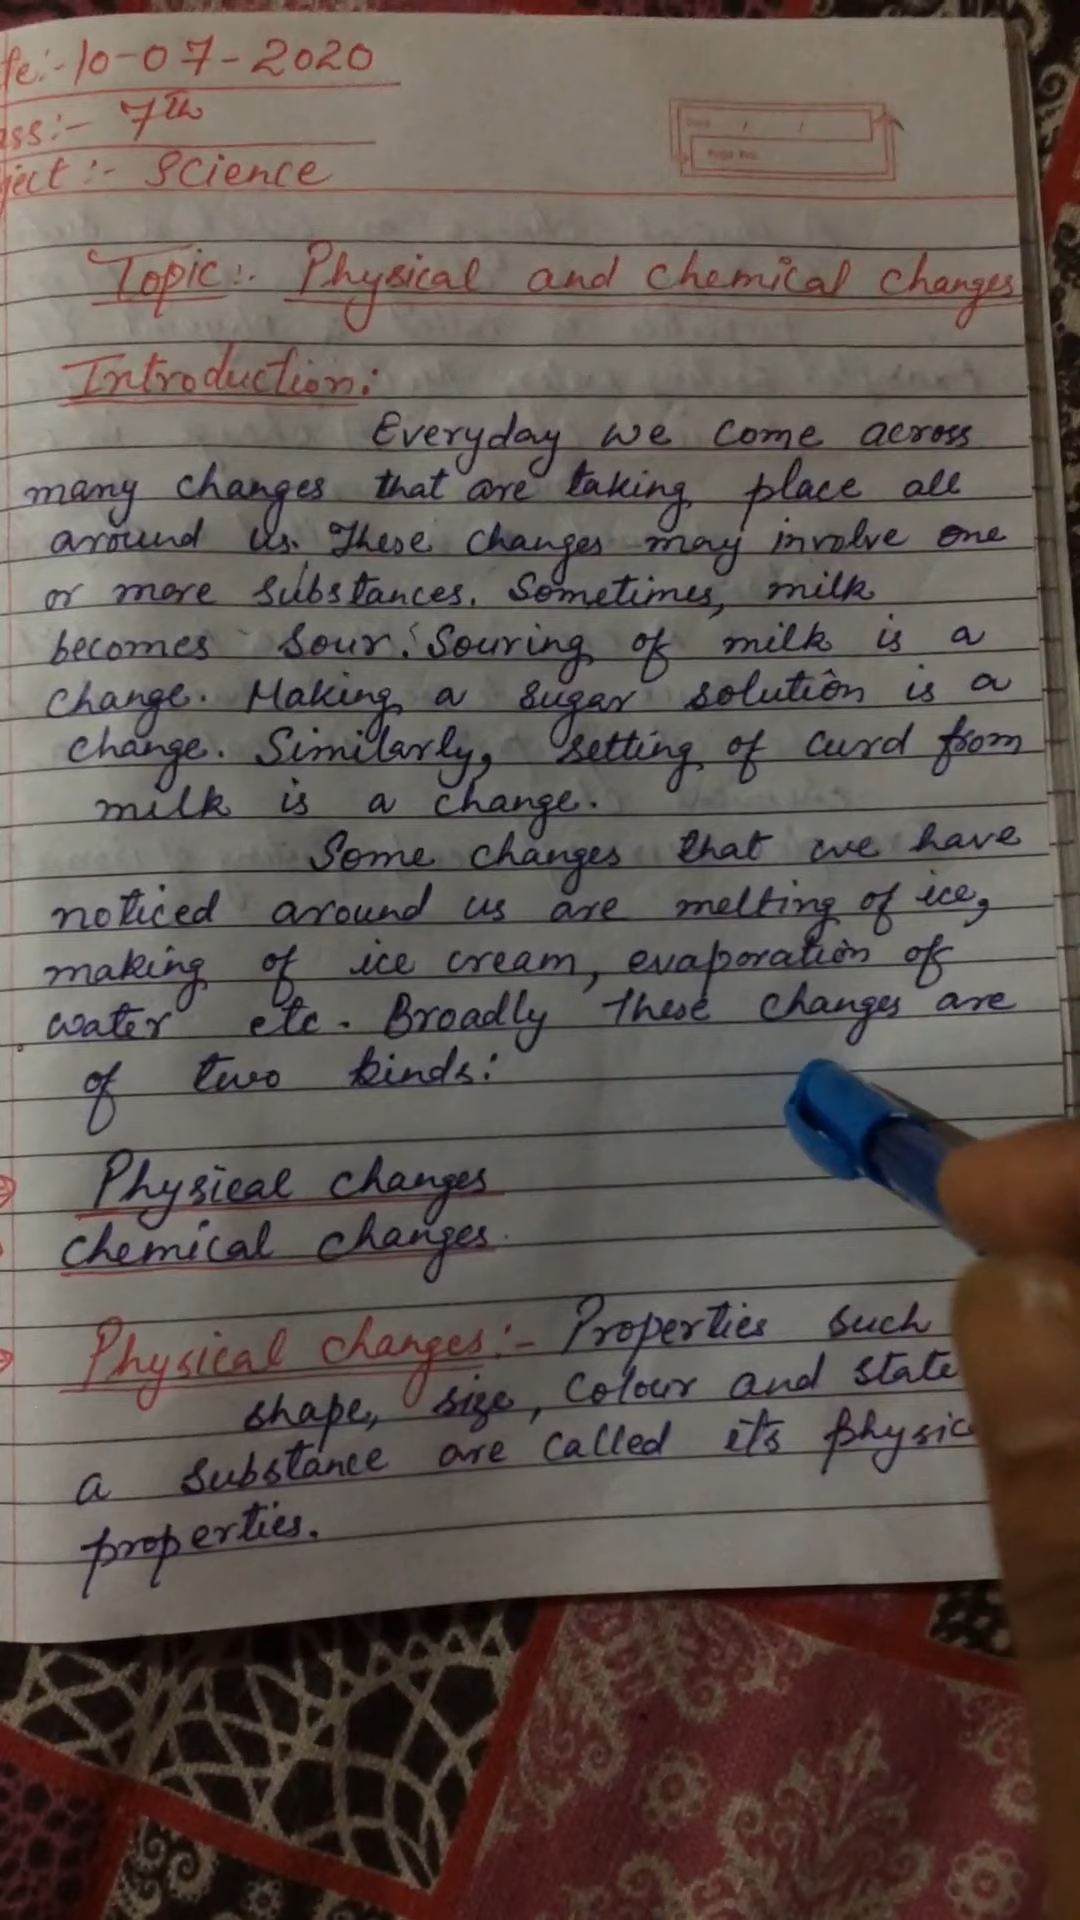 te:-10-07-2020
ass:- 7th
ject:- Science
Topic:. Physical and Chemical Changes
Introduction:
Everyday we come across
many changes that are taking place all
around us. These changes may involve one
or more substances. Sometimes, milk
becomes sour. Souring of milk is a
change. Making a sugar solution is a
change. Similarly, setting of curd from
milk is a change.
Some changes that we have
noticed around us are melting of ice,
making of ice cream, evaporation of
water etc. Broadly these changes are
of two kinds:
Physical changes
Chemical changes.
Physical changes:- Properties such
shape, size, colour and state
a substance are called its physic
properties.